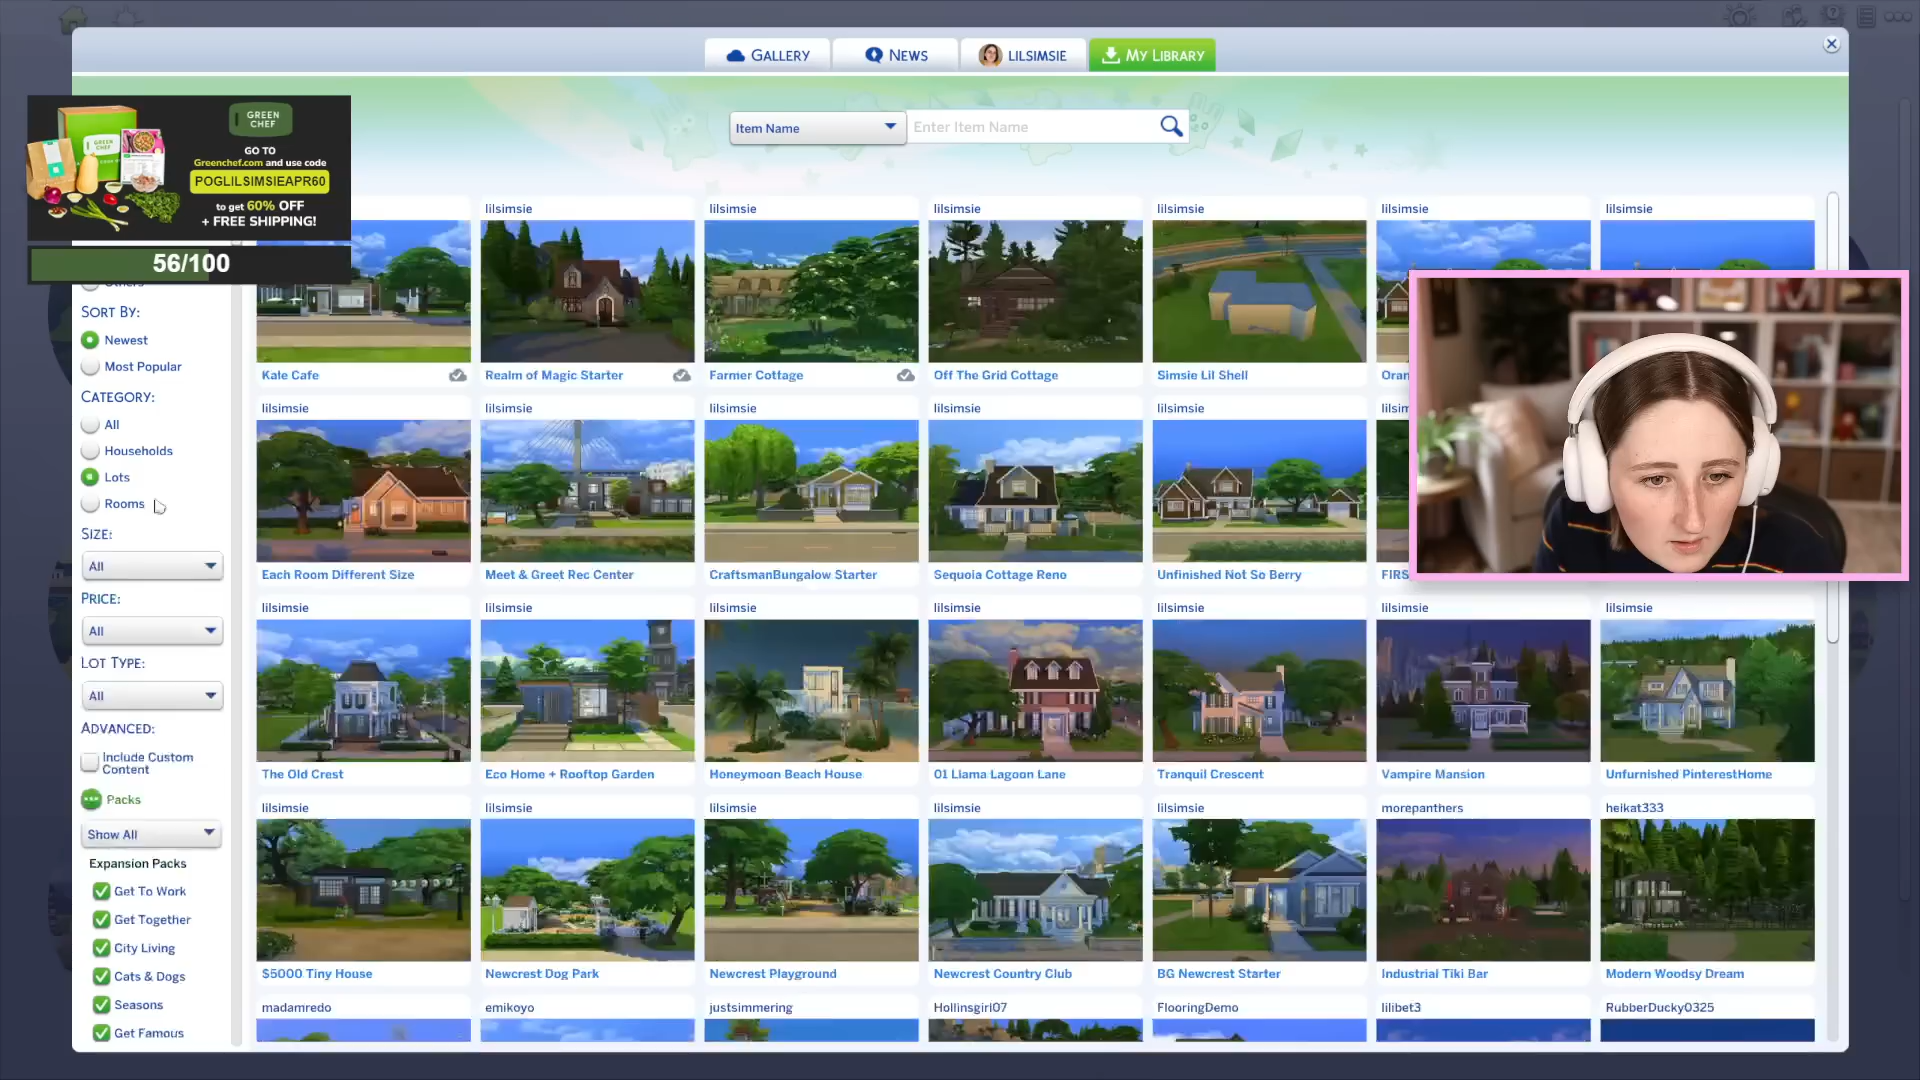 GALLERY
NEWS
LILSIMSIE
MY LIBRARY
Item Name
Enter Item Name
GREEN
CHEF
GO TO
Greenchef.com and use code
POGLILSIMSIEAPR60
to get 60% OFF
+ FREE SHIPPING!
56/100
Others
SORT BY:
Newest
Most Popular
CATEGORY:
All
Households
Lots
Rooms
SIZE:
All
PRICE:
All
LOT TYPE:
All
ADVANCED:
Include Custom
Content
Packs
Show All
Expansion Packs
Get To Work
Get Together
City Living
Cats & Dogs
Seasons
Get Famous
lilsimsie
lilsimsie
lilsimsie
lilsimsie
lilsimsie
lilsimsie
Kale Cafe
Realm of Magic Starter
Farmer Cottage
Off The Grid Cottage
Simsie Lil Shell
Oran
lilsimsie
lilsimsie
lilsimsie
lilsimsie
lilsimsie
lilsim
Each Room Different Size
Meet & Greet Rec Center
CraftsmanBungalow Starter
Sequoia Cottage Reno
Unfinished Not So Berry
FIRS
lilsimsie
lilsimsie
lilsimsie
lilsimsie
lilsimsie
lilsimsie
lilsimsie
The Old Crest
Eco Home + Rooftop Garden
Honeymoon Beach House
01 Llama Lagoon Lane
Tranquil Crescent
Vampire Mansion
Unfurnished PinterestHome
lilsimsie
lilsimsie
lilsimsie
lilsimsie
lilsimsie
morepanthers
heikat333
$5000 Tiny House
Newcrest Dog Park
Newcrest Playground
Newcrest Country Club
BG Newcrest Starter
Industrial Tiki Bar
Modern Woodsy Dream
madamredo
emikoyo
justsimmering
Hollinsgirl07
FlooringDemo
lilibet3
RubberDucky0325